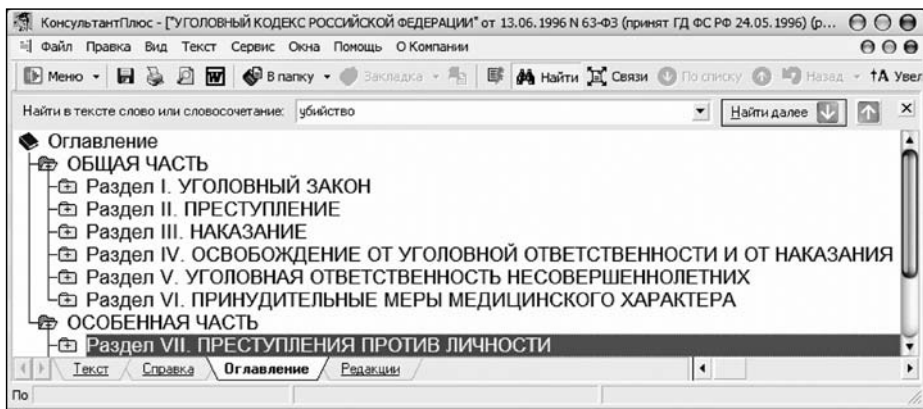 КонсультантПлюс - ["УГОЛОВНЫЙ КОДЕКС РОССИЙСКОЙ ФЕДЕРАЦИИ" от 13.06.1996 N 63-ФЗ (принят ГД ФС РФ 24.05.1996) (р...
Файл Правка Вид Текст Сервис Окна Помощь О Компании
Меню В папку Закладка Найти Связи По списку Назад Увел
Найти в тексте слово или словосочетание: убийство Найти далее
Оглавление
ОБЩАЯ ЧАСТЬ
Раздел I. УГОЛОВНЫЙ ЗАКОН
Раздел II. ПРЕСТУПЛЕНИЕ
Раздел III. НАКАЗАНИЕ
Раздел IV. ОСВОБОЖДЕНИЕ ОТ УГОЛОВНОЙ ОТВЕТСТВЕННОСТИ И ОТ НАКАЗАНИЯ
Раздел V. УГОЛОВНАЯ ОТВЕТСТВЕННОСТЬ НЕСОВЕРШЕННОЛЕТНИХ
Раздел VI. ПРИНУДИТЕЛЬНЫЕ МЕРЫ МЕДИЦИНСКОГО ХАРАКТЕРА
ОСОБЕННАЯ ЧАСТЬ
Раздел VII. ПРЕСТУПЛЕНИЯ ПРОТИВ ЛИЧНОСТИ
Текст Справка Оглавление Редакции
По